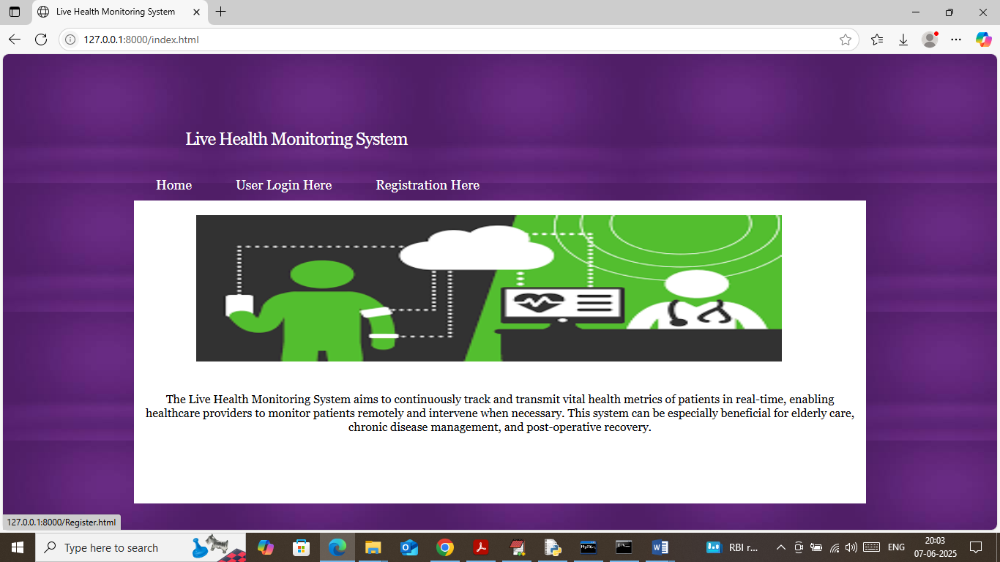 Live Health Monitoring System
127.0.0.1:8000/index.html
Live Health Monitoring System
Home User Login Here Registration Here
The Live Health Monitoring System aims to continuously track and transmit vital health metrics of patients in real-time, enabling
healthcare providers to monitor patients remotely and intervene when necessary. This system can be especially beneficial for elderly care,
chronic disease management, and post-operative recovery.
127.0.0.1:8000/Register.html
Type here to search
RBI r...
ENG
20:03
07-06-2025